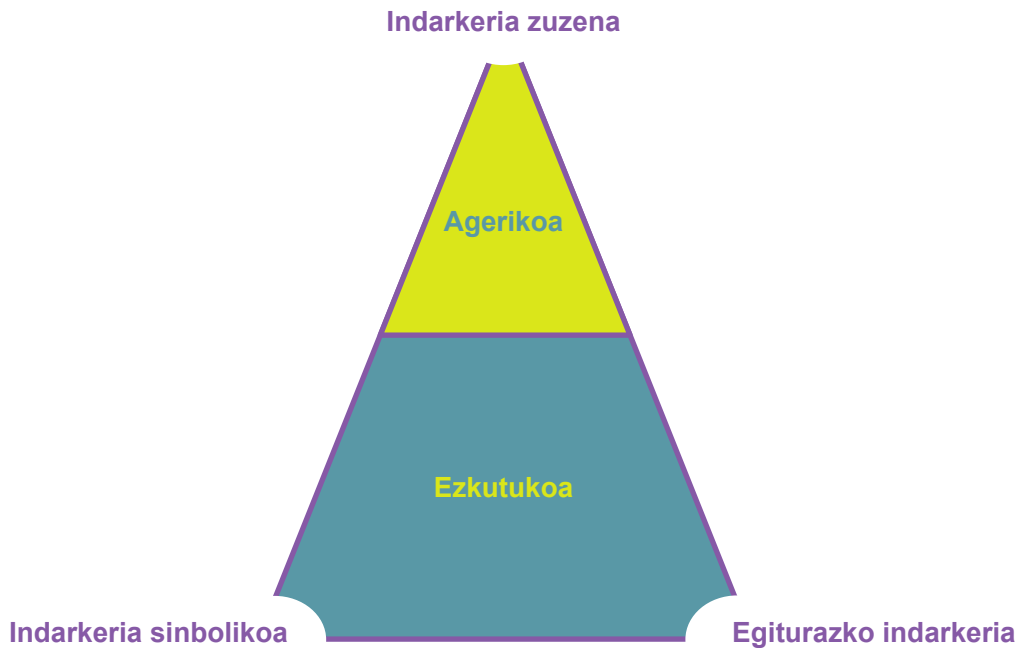 Indarkeria zuzena
Agerikoa
Ezkutukoa
Indarkeria sinbolikoa
Egiturazko indarkeria